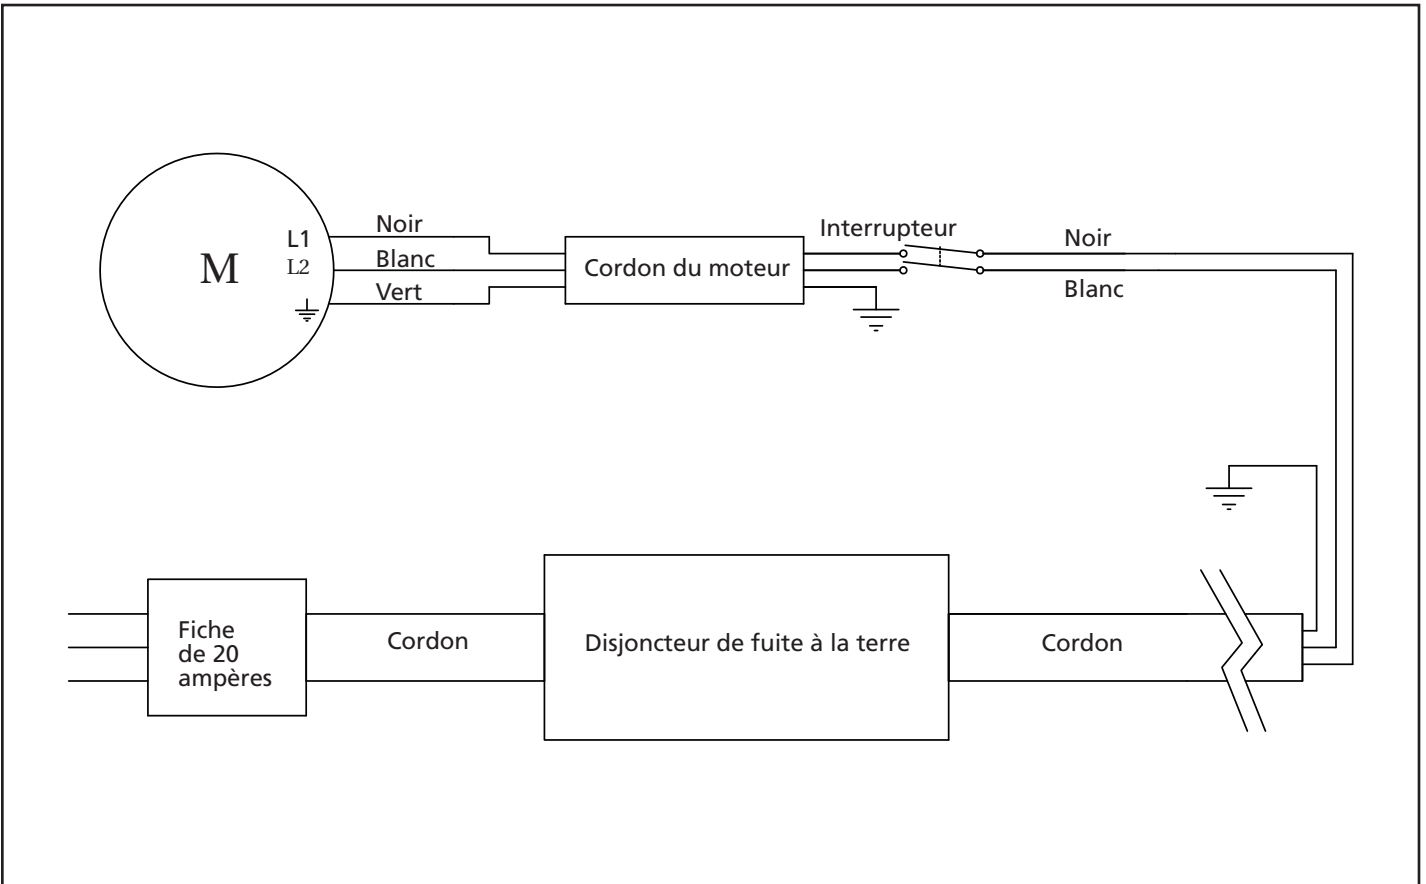 Noir
L1
M
L2
Blanc
Vert
Cordon du moteur
Interrupteur
Noir
Blanc
Fiche
de 20
ampères
Cordon
Disjoncteur de fuite à la terre
Cordon